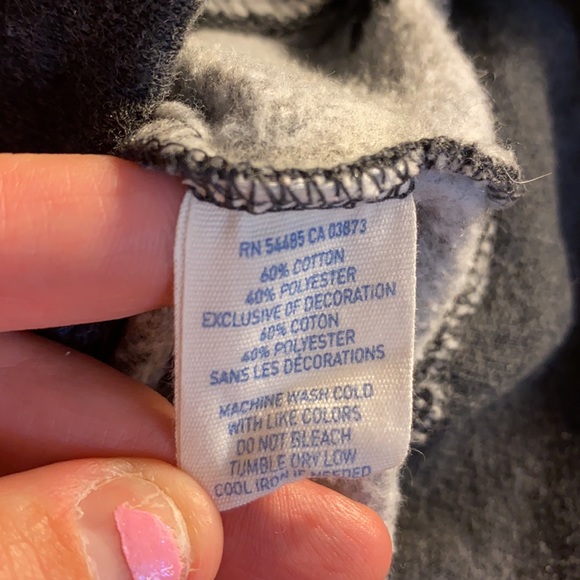 RN 54485 CA 03873
60% COTTON
40% POLYESTER
EXCLUSIVE OF DECORATION
60% COTON
40% POLYESTER
SANS LES DÉCORATIONS
MACHINE WASH COLD
WITH LIKE COLORS
DO NOT BLEACH
TUMBLE DRY LOW
COOL IRON IF NEEDED